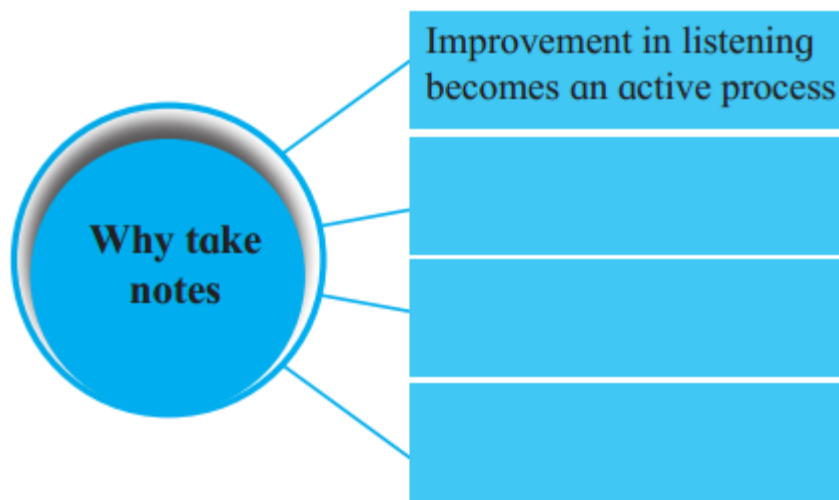 Improvement in listening
becomes an active process
Why take
notes